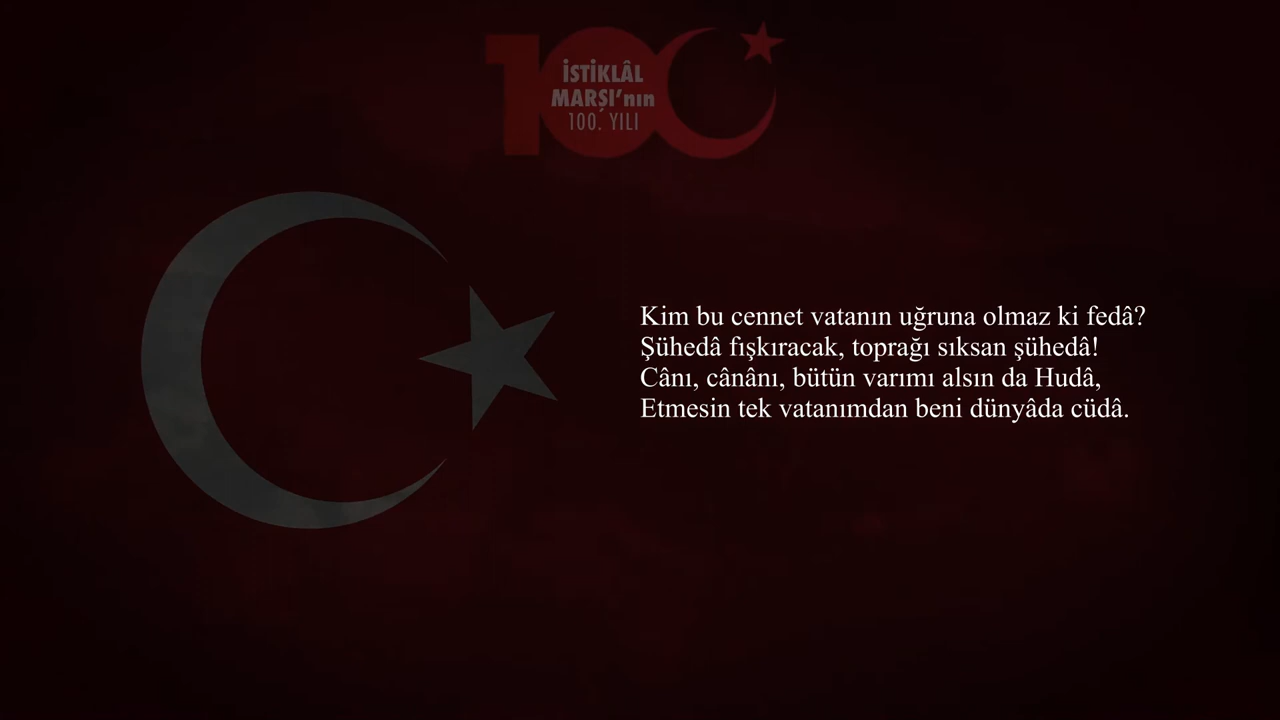 İSTİKLÂL
MARŞI'nın
100. YILI
Kim bu cennet vatanın uğruna olmaz ki fedâ?
Şühedâ fışkıracak, toprağı sıksan şühedâ!
Cânı, cânânı, bütün varımı alsın da Hudâ,
Etmesin tek vatanımdan beni dünyâda cüdâ.